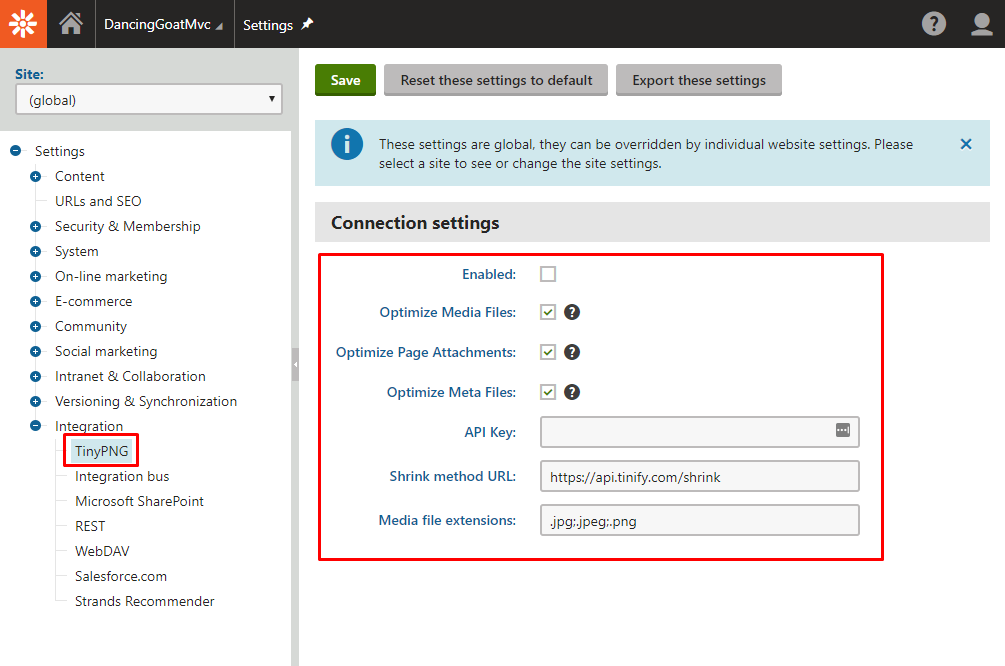 DancingGoatMvc
Settings
?
Site:
(global)
Settings
Content
URLs and SEO
Security & Membership
System
On-line marketing
E-commerce
Community
Social marketing
Intranet & Collaboration
Versioning & Synchronization
Integration
TinyPNG
Integration bus
Microsoft SharePoint
REST
WebDAV
Salesforce.com
Strands Recommender
Save
Reset these settings to default
Export these settings
These settings are global, they can be overridden by individual website settings. Please
select a site to see or change the site settings.
Connection settings
Enabled:
Optimize Media Files: ?
Optimize Page Attachments: ?
Optimize Meta Files: ?
API Key:
Shrink method URL: https://api.tinify.com/shrink
Media file extensions: .jpg;.jpeg;.png